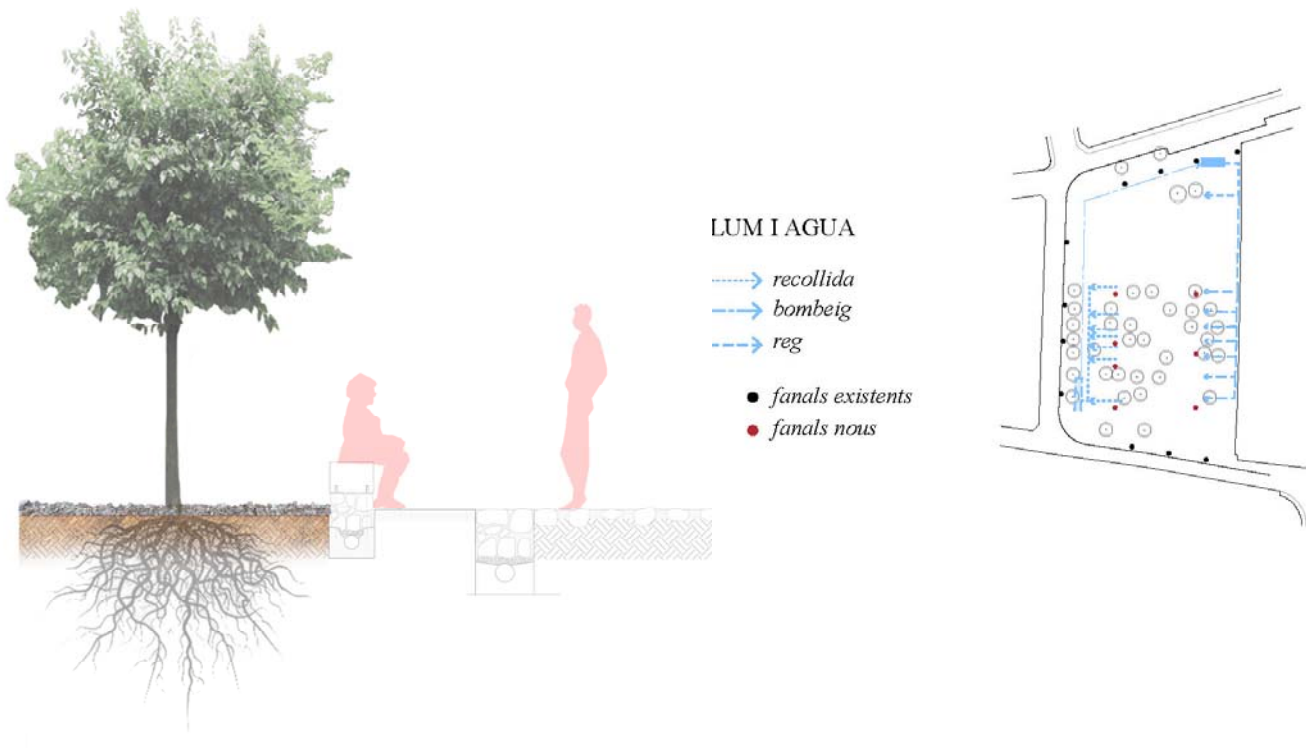 LUM I AGUA
recollida
bombeig
reg
fanals existents
fanals nous